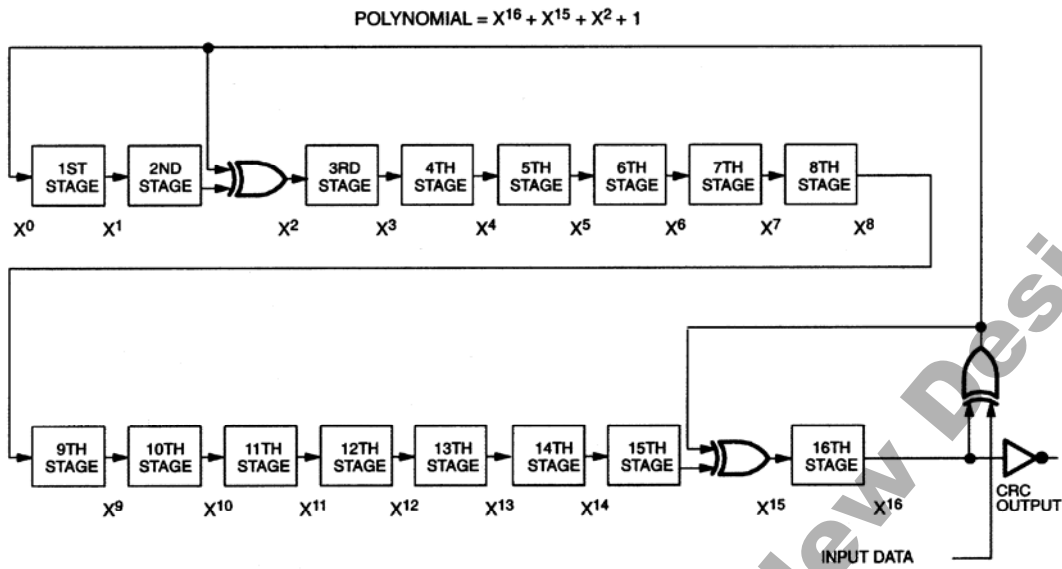 POLYNOMIAL = X16 + X15 + X2 + 1
1ST STAGE
2ND STAGE
3RD STAGE
4TH STAGE
5TH STAGE
6TH STAGE
7TH STAGE
8TH STAGE
X0 X1 X2 X3 X4 X5 X6 X7 X8
9TH STAGE
10TH STAGE
11TH STAGE
12TH STAGE
13TH STAGE
14TH STAGE
15TH STAGE
16TH STAGE
X9 X10 X11 X12 X13 X14 X15 X16
CRC OUTPUT
INPUT DATA
New Desi